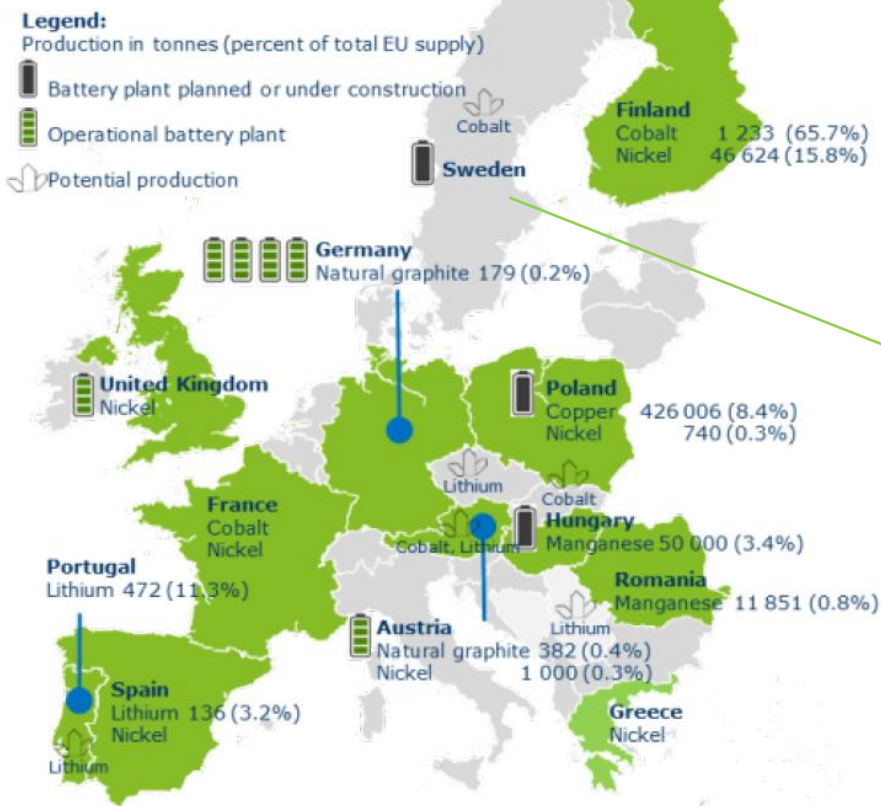 Legend:
Production in tonnes (percent of total EU supply)
Battery plant planned or under construction
Operational battery plant
Potential production
Cobalt
Sweden
Finland
Cobalt 1 233 (65.7%)
Nickel 46 624 (15.8%)
Germany
Natural graphite 179 (0.2%)
United Kingdom
Nickel
Poland
Copper 426 006 (8.4%)
Nickel 740 (0.3%)
Lithium
Cobalt
France
Cobalt
Nickel
Cobalt, Lithium
Hungary
Manganese 50 000 (3.4%)
Portugal
Lithium 472 (11.3%)
Romania
Manganese 11 851 (0.8%)
Lithium
Austria
Natural graphite 382 (0.4%)
Nickel 1 000 (0.3%)
Spain
Lithium 136 (3.2%)
Nickel
Lithium
Greece
Nickel